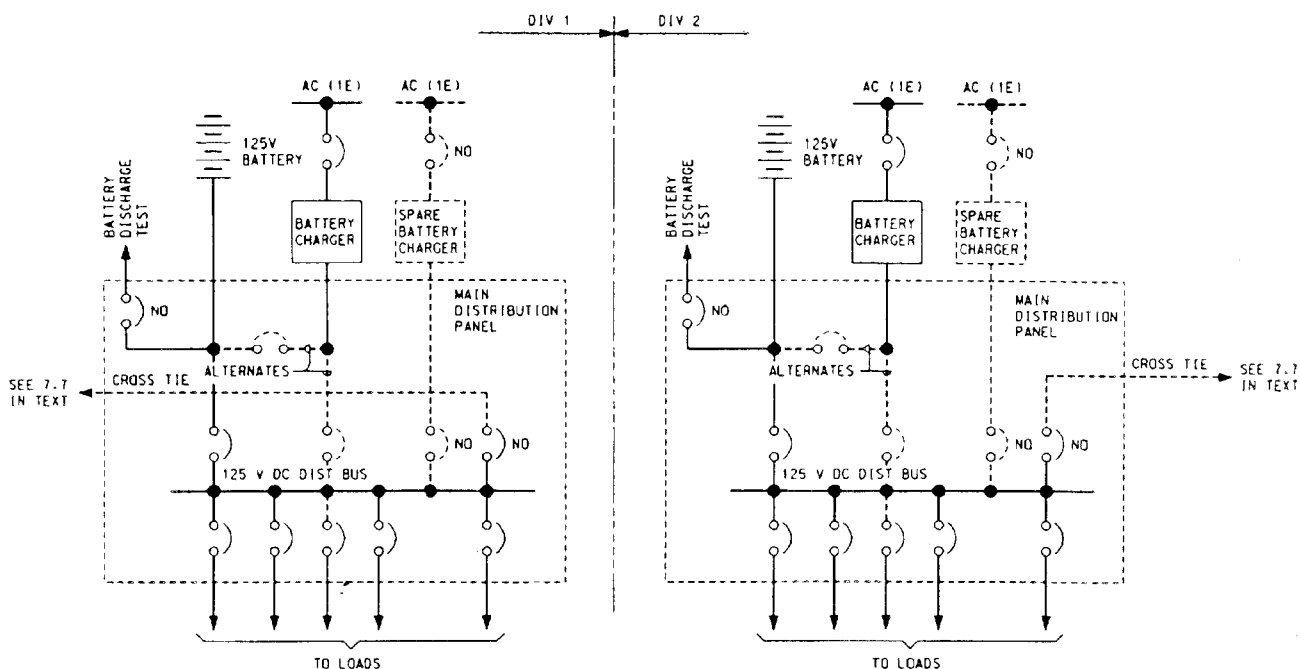 DIV 1
DIV 2
AC (1E)
AC (1E)
125V
BATTERY
NO
BATTERY
DISCHARGE
TEST
BATTERY
CHARGER
SPARE
BATTERY
CHARGER
NO
MAIN
DISTRIBUTION
PANEL
ALTERNATES
CROSS TIE
SEE 7.7
IN TEXT
NO
NO
125 V DC DIST BUS
TO LOADS
AC (1E)
AC (1E)
125V
BATTERY
NO
BATTERY
DISCHARGE
TEST
BATTERY
CHARGER
SPARE
BATTERY
CHARGER
NO
MAIN
DISTRIBUTION
PANEL
ALTERNATES
CROSS TIE
SEE 7.7
IN TEXT
NO
NO
125 V DC DIST BUS
TO LOADS